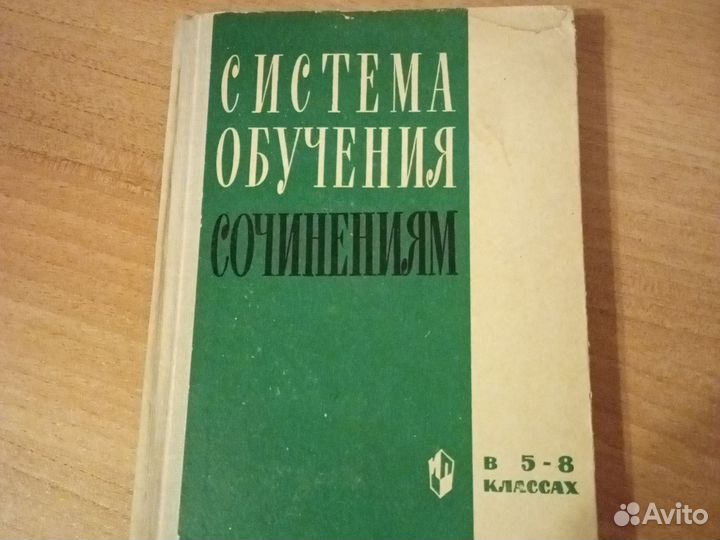 СИСТЕМА
ОБУЧЕНИЯ
СОЧИНЕНИЯМ
В 5-8
КЛАССАХ
Avito